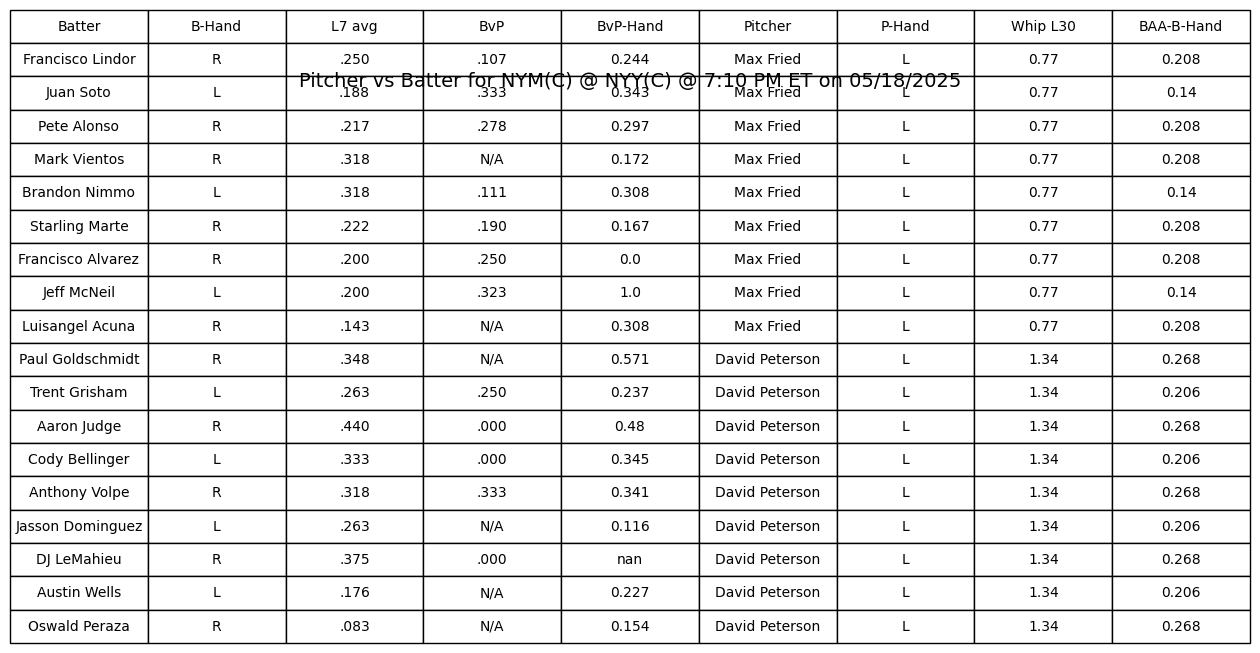 Batter B-Hand L7 avg BvP BvP-Hand Pitcher P-Hand Whip L30 BAA-B-Hand
Francisco Lindor R .250 .107 0.244 Max Fried L 0.77 0.208
Pitcher vs Batter for NYM(C) @ NYY(C) @ 7:10 PM ET on 05/18/2025
Juan Soto L .188 .333 0.343 Max Fried L 0.77 0.14
Pete Alonso R .217 .278 0.297 Max Fried L 0.77 0.208
Mark Vientos R .318 N/A 0.172 Max Fried L 0.77 0.208
Brandon Nimmo L .318 .111 0.308 Max Fried L 0.77 0.14
Starling Marte R .222 .190 0.167 Max Fried L 0.77 0.208
Francisco Alvarez R .200 .250 0.0 Max Fried L 0.77 0.208
Jeff McNeil L .200 .323 1.0 Max Fried L 0.77 0.14
Luisangel Acuna R .143 N/A 0.308 Max Fried L 0.77 0.208
Paul Goldschmidt R .348 N/A 0.571 David Peterson L 1.34 0.268
Trent Grisham L .263 .250 0.237 David Peterson L 1.34 0.206
Aaron Judge R .440 .000 0.48 David Peterson L 1.34 0.268
Cody Bellinger L .333 .000 0.345 David Peterson L 1.34 0.206
Anthony Volpe R .318 .333 0.341 David Peterson L 1.34 0.268
Jasson Dominguez L .263 N/A 0.116 David Peterson L 1.34 0.206
DJ LeMahieu R .375 .000 nan David Peterson L 1.34 0.268
Austin Wells L .176 N/A 0.227 David Peterson L 1.34 0.206
Oswald Peraza R .083 N/A 0.154 David Peterson L 1.34 0.268